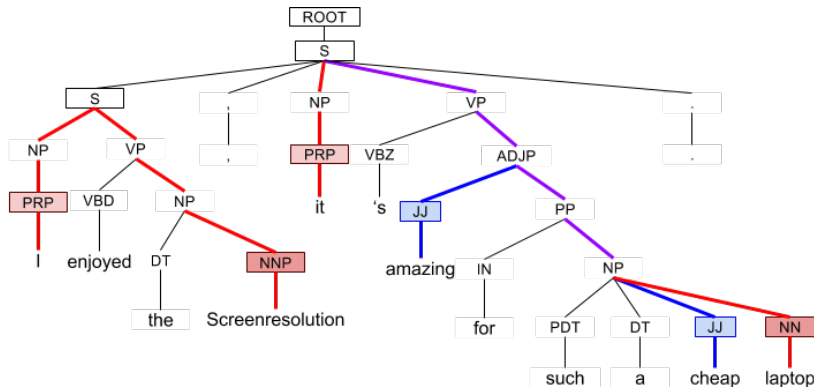 ROOT
S
S , NP VP .
NP VP , PRP VBZ ADJP .
PRP VBD NP it 's JJ PP
I enjoyed DT NNP amazing IN NP
the Screenresolution for PDT DT JJ NN
such a cheap laptop